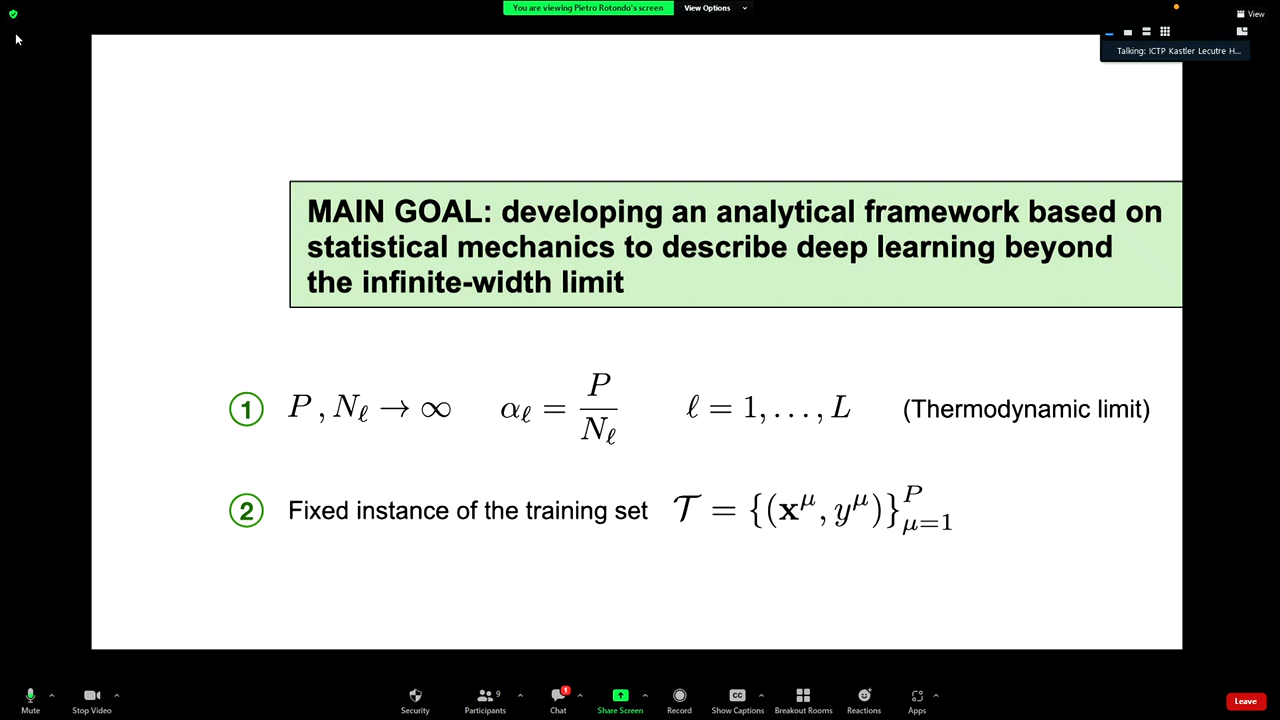 You are viewing Pietro Rotondo's screen
View Options
View
Talking: ICTP Kastler Lecutre H...
MAIN GOAL: developing an analytical framework based on
statistical mechanics to describe deep learning beyond
the infinite-width limit
1 P , N_ℓ → ∞ α_ℓ = P / N_ℓ ℓ = 1, . . . , L (Thermodynamic limit)
2 Fixed instance of the training set 𝒯 = {(𝐱^μ, y^μ)}^P_{μ=1}
Mute
Stop Video
Security
Participants 9
Chat 1
Share Screen
Record
Show Captions
Breakout Rooms
Reactions
Apps
Leave